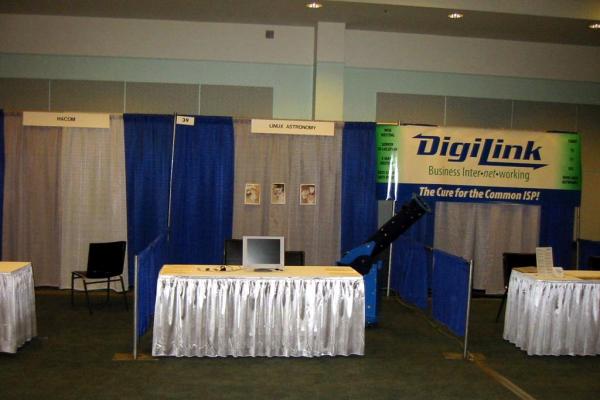 HACOM
39
LINUX ASTRONOMY
DIGILINK
Business Inter•net•working
The Cure for the Common ISP!